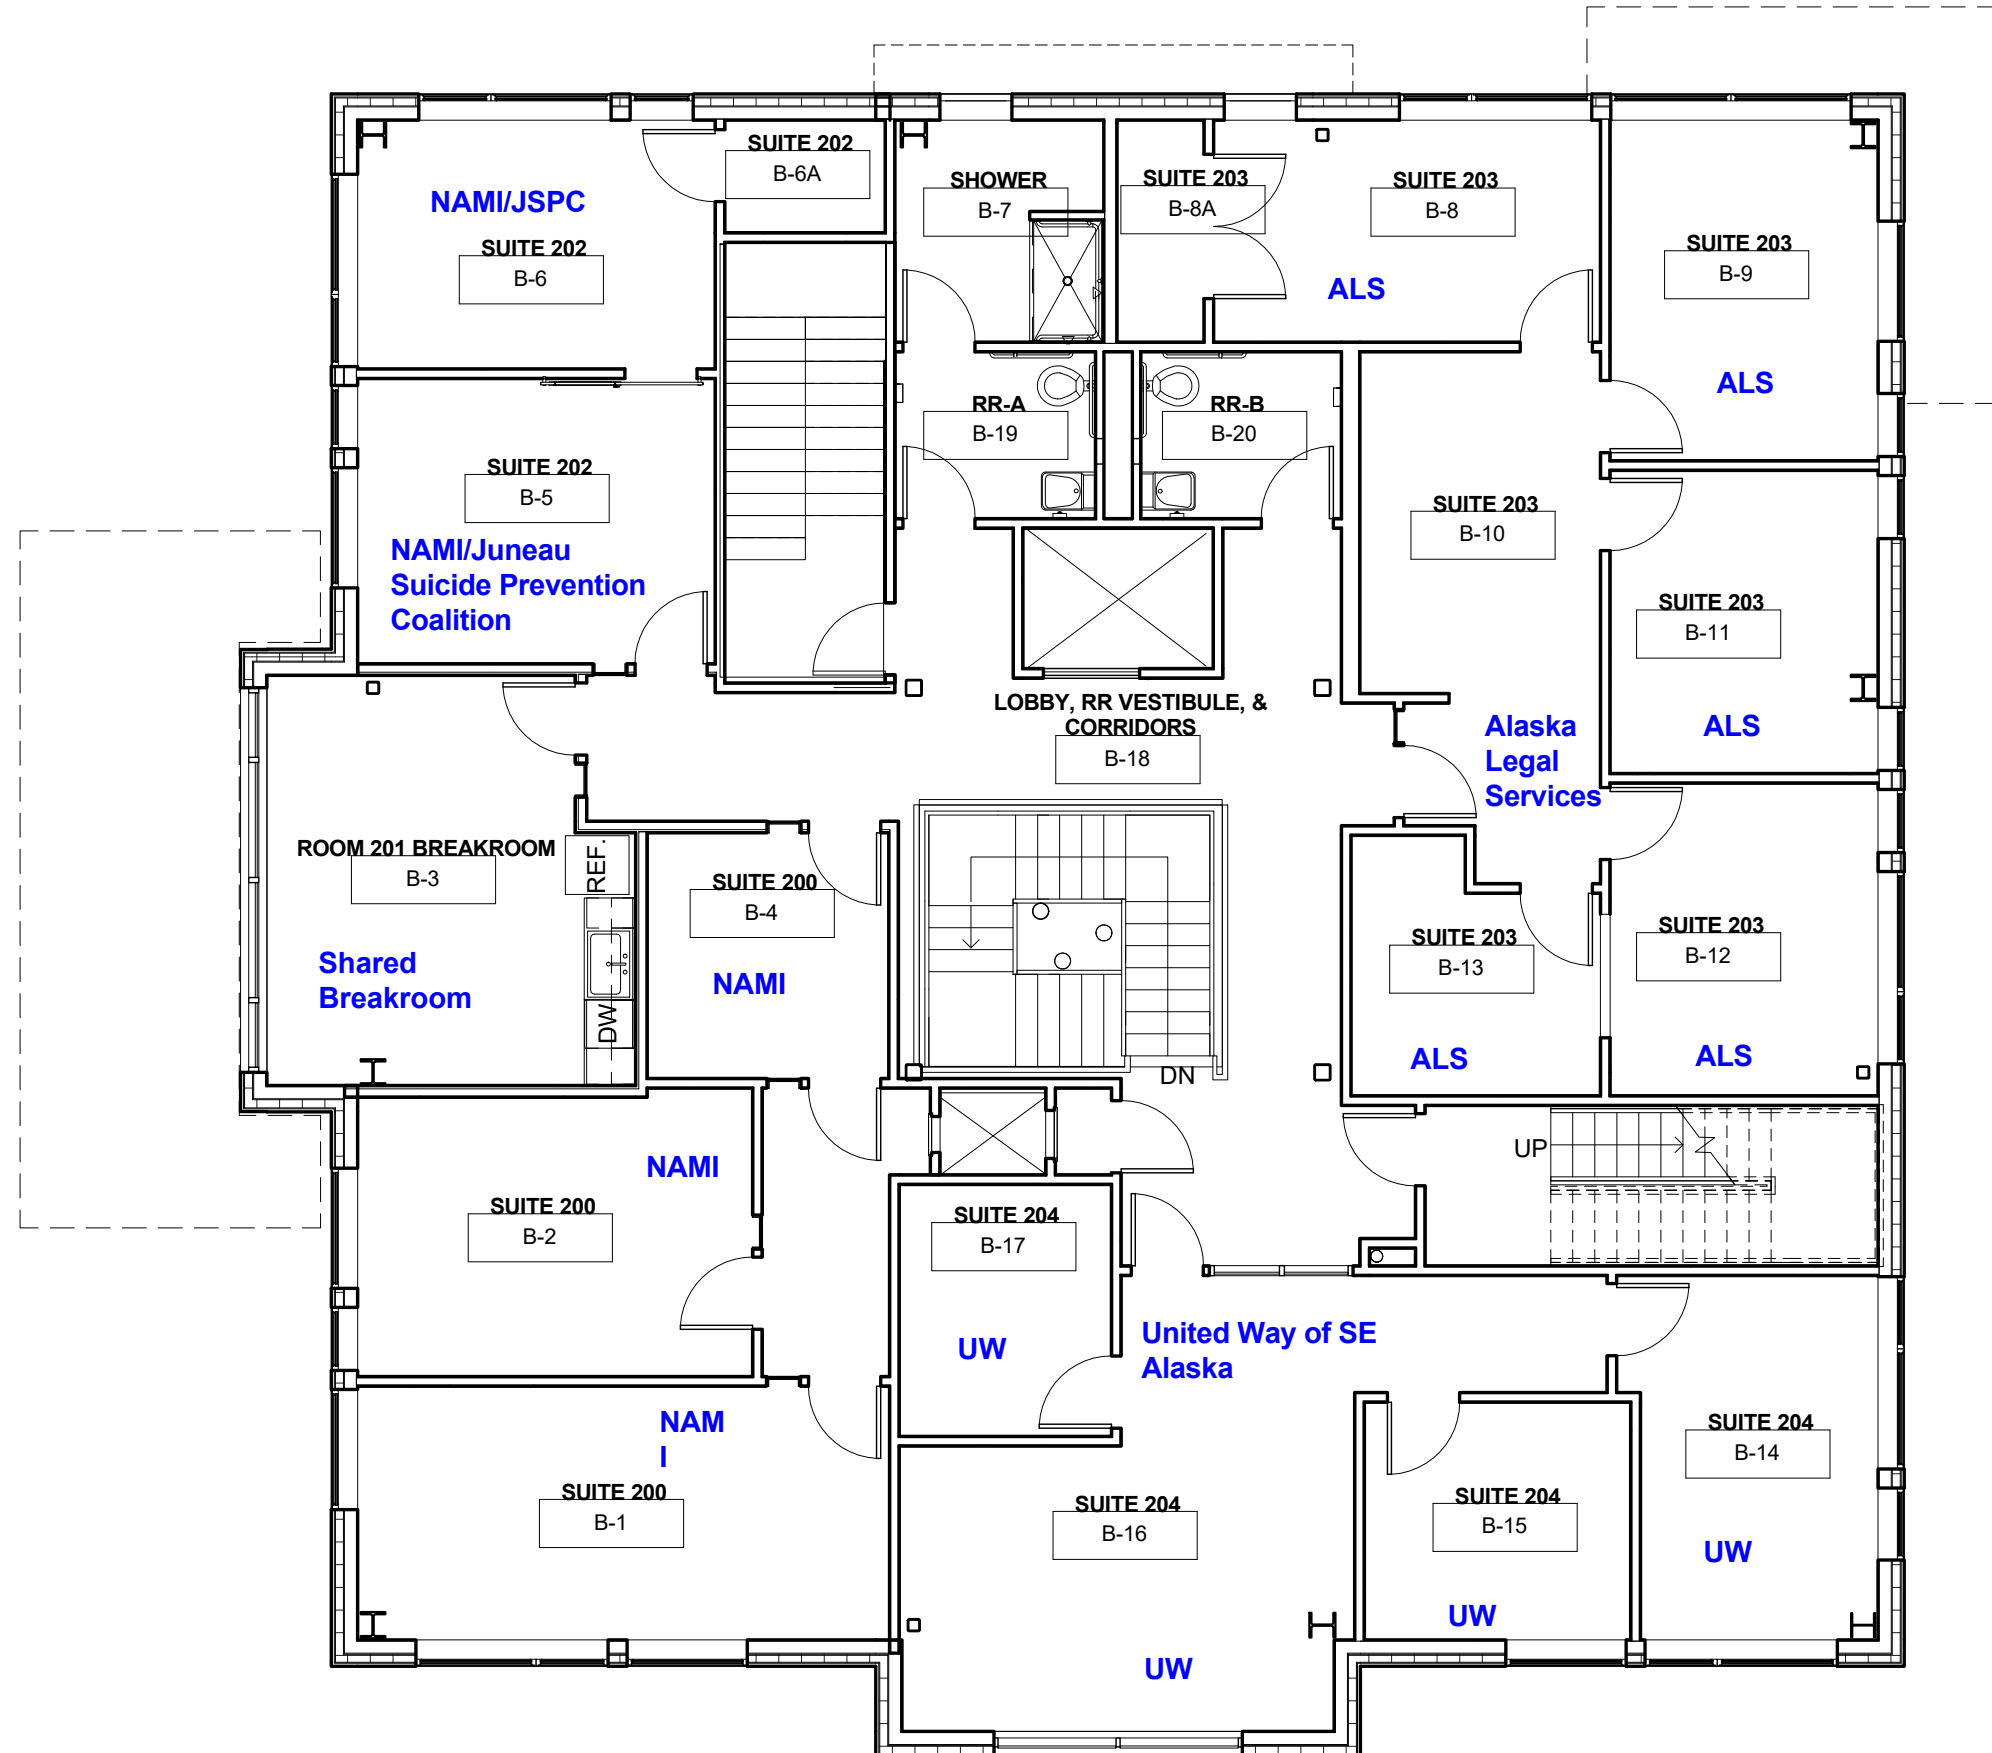 SUITE 202
B-6A
NAMI/JSPC
SUITE 202
B-6
SHOWER
B-7
SUITE 203
B-8A
SUITE 203
B-8
ALS
SUITE 203
B-9
ALS
RR-A
B-19
RR-B
B-20
SUITE 202
B-5
NAMI/Juneau
Suicide Prevention
Coalition
SUITE 203
B-10
SUITE 203
B-11
ALS
LOBBY, RR VESTIBULE, &
CORRIDORS
B-18
Alaska
Legal
Services
ROOM 201 BREAKROOM
B-3
REF.
DW
Shared
Breakroom
SUITE 200
B-4
NAMI
SUITE 203
B-13
ALS
SUITE 203
B-12
ALS
DN
UP
NAMI
SUITE 200
B-2
SUITE 204
B-17
UW
United Way of SE
Alaska
NAM
I
SUITE 200
B-1
SUITE 204
B-16
UW
SUITE 204
B-15
UW
SUITE 204
B-14
UW